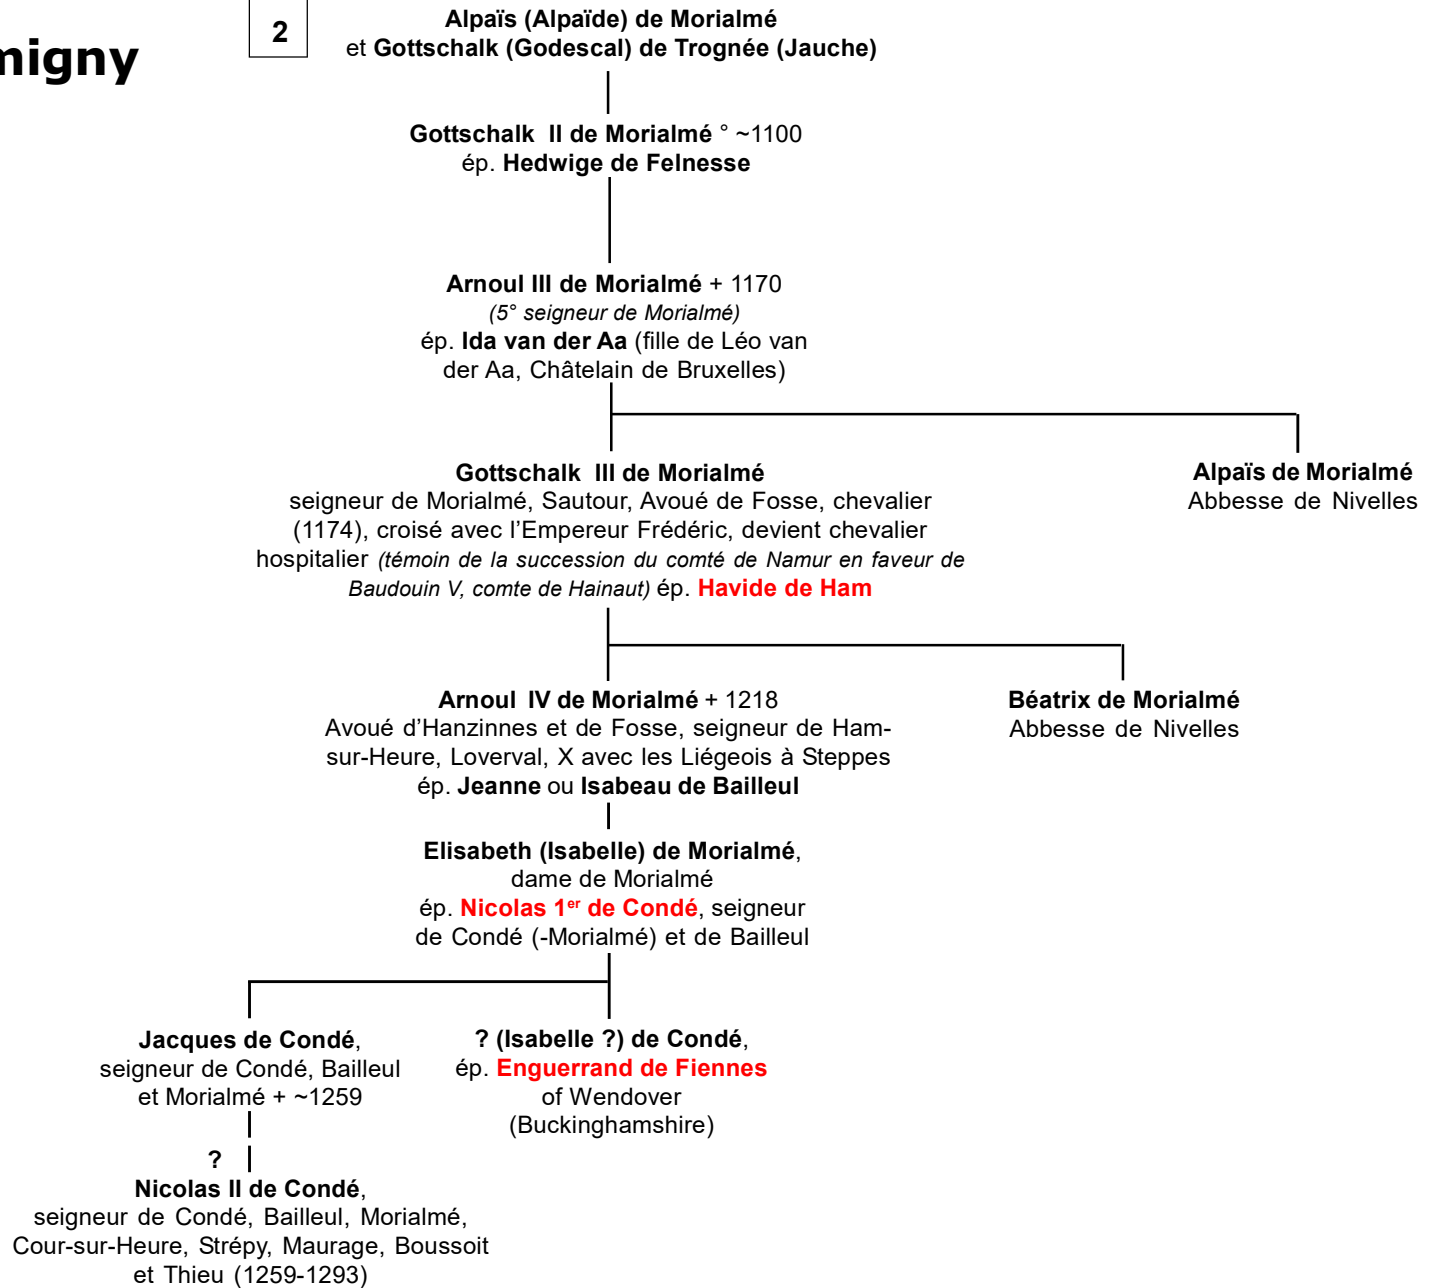 migny
2
Alpaïs (Alpaïde) de Morialmé
et Gottschalk (Godescal) de Trognée (Jauche)
Gottschalk II de Morialmé ° ~1100
ép. Hedwige de Felnesse
Arnoul III de Morialmé + 1170
(5° seigneur de Morialmé)
ép. Ida van der Aa (fille de Léo van
der Aa, Châtelain de Bruxelles)
Gottschalk III de Morialmé
seigneur de Morialmé, Sautour, Avoué de Fosse, chevalier
(1174), croisé avec l’Empereur Frédéric, devient chevalier
hospitalier (témoin de la succession du comté de Namur en faveur de
Baudouin V, comte de Hainaut) ép. Havide de Ham
Alpaïs de Morialmé
Abbesse de Nivelles
Arnoul IV de Morialmé + 1218
Avoué d’Hanzinnes et de Fosse, seigneur de Ham-
sur-Heure, Loverval, X avec les Liégeois à Steppes
ép. Jeanne ou Isabeau de Bailleul
Béatrix de Morialmé
Abbesse de Nivelles
Elisabeth (Isabelle) de Morialmé,
dame de Morialmé
ép. Nicolas 1er de Condé, seigneur
de Condé (-Morialmé) et de Bailleul
Jacques de Condé,
seigneur de Condé, Bailleul
et Morialmé + ~1259
? (Isabelle ?) de Condé,
ép. Enguerrand de Fiennes
of Wendover
(Buckinghamshire)
?
Nicolas II de Condé,
seigneur de Condé, Bailleul, Morialmé,
Cour-sur-Heure, Strépy, Maurage, Boussoit
et Thieu (1259-1293)